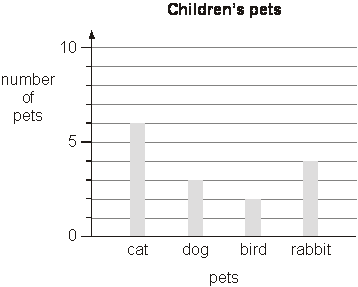 Children's pets
10
number
of
pets
5
0
cat dog bird rabbit
pets